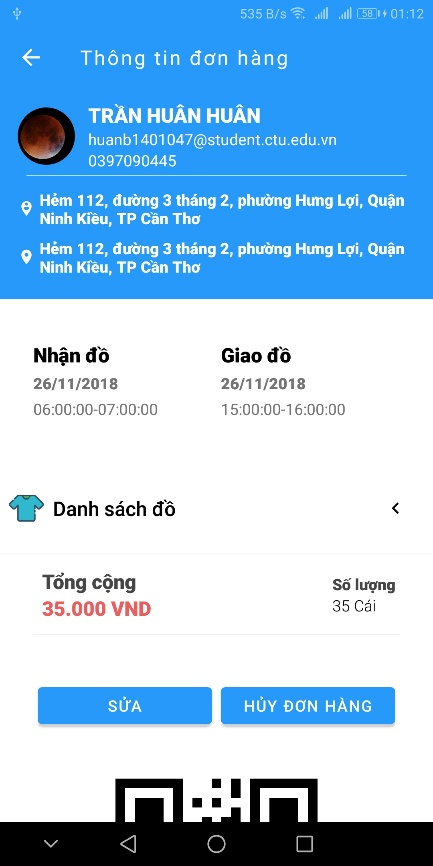 535 B/s 58 01:12
Thông tin đơn hàng
TRẦN HUÂN HUÂN
huanb1401047@student.ctu.edu.vn
0397090445
Hẻm 112, đường 3 tháng 2, phường Hưng Lợi, Quận
Ninh Kiều, TP Cần Thơ
Hẻm 112, đường 3 tháng 2, phường Hưng Lợi, Quận
Ninh Kiều, TP Cần Thơ
Nhận đồ
26/11/2018
06:00:00-07:00:00
Giao đồ
26/11/2018
15:00:00-16:00:00
Danh sách đồ
Tổng cộng
35.000 VND
Số lượng
35 Cái
SỬA
HỦY ĐƠN HÀNG